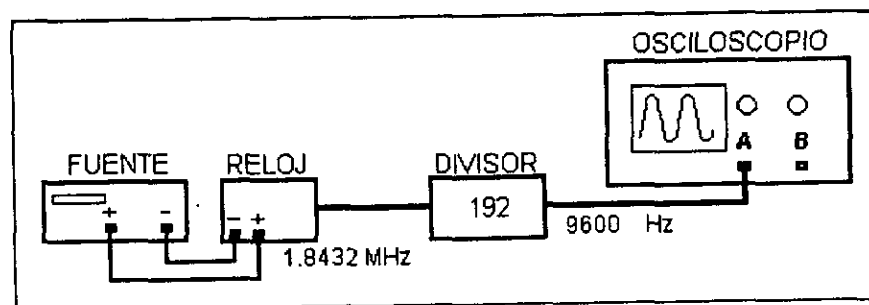 OSCILOSCOPIO
A B
FUENTE RELOJ DIVISOR
+ - - + 192
1.8432 MHz 9600 Hz